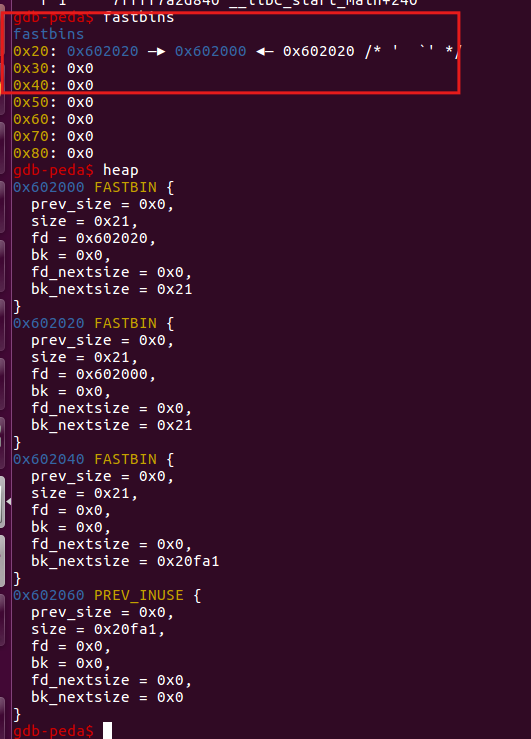 gdb-peda$ fastbins
fastbins
0x20: 0x602020 —▸ 0x602000 ◂— 0x602020 /* '  `' */
0x30: 0x0
0x40: 0x0
0x50: 0x0
0x60: 0x0
0x70: 0x0
0x80: 0x0
gdb-peda$ heap
0x602000 FASTBIN {
  prev_size = 0x0,
  size = 0x21,
  fd = 0x602020,
  bk = 0x0,
  fd_nextsize = 0x0,
  bk_nextsize = 0x21
}
0x602020 FASTBIN {
  prev_size = 0x0,
  size = 0x21,
  fd = 0x602000,
  bk = 0x0,
  fd_nextsize = 0x0,
  bk_nextsize = 0x21
}
0x602040 FASTBIN {
  prev_size = 0x0,
  size = 0x21,
  fd = 0x0,
  bk = 0x0,
  fd_nextsize = 0x0,
  bk_nextsize = 0x20fa1
}
0x602060 PREV_INUSE {
  prev_size = 0x0,
  size = 0x20fa1,
  fd = 0x0,
  bk = 0x0,
  fd_nextsize = 0x0,
  bk_nextsize = 0x0
}
gdb-peda$